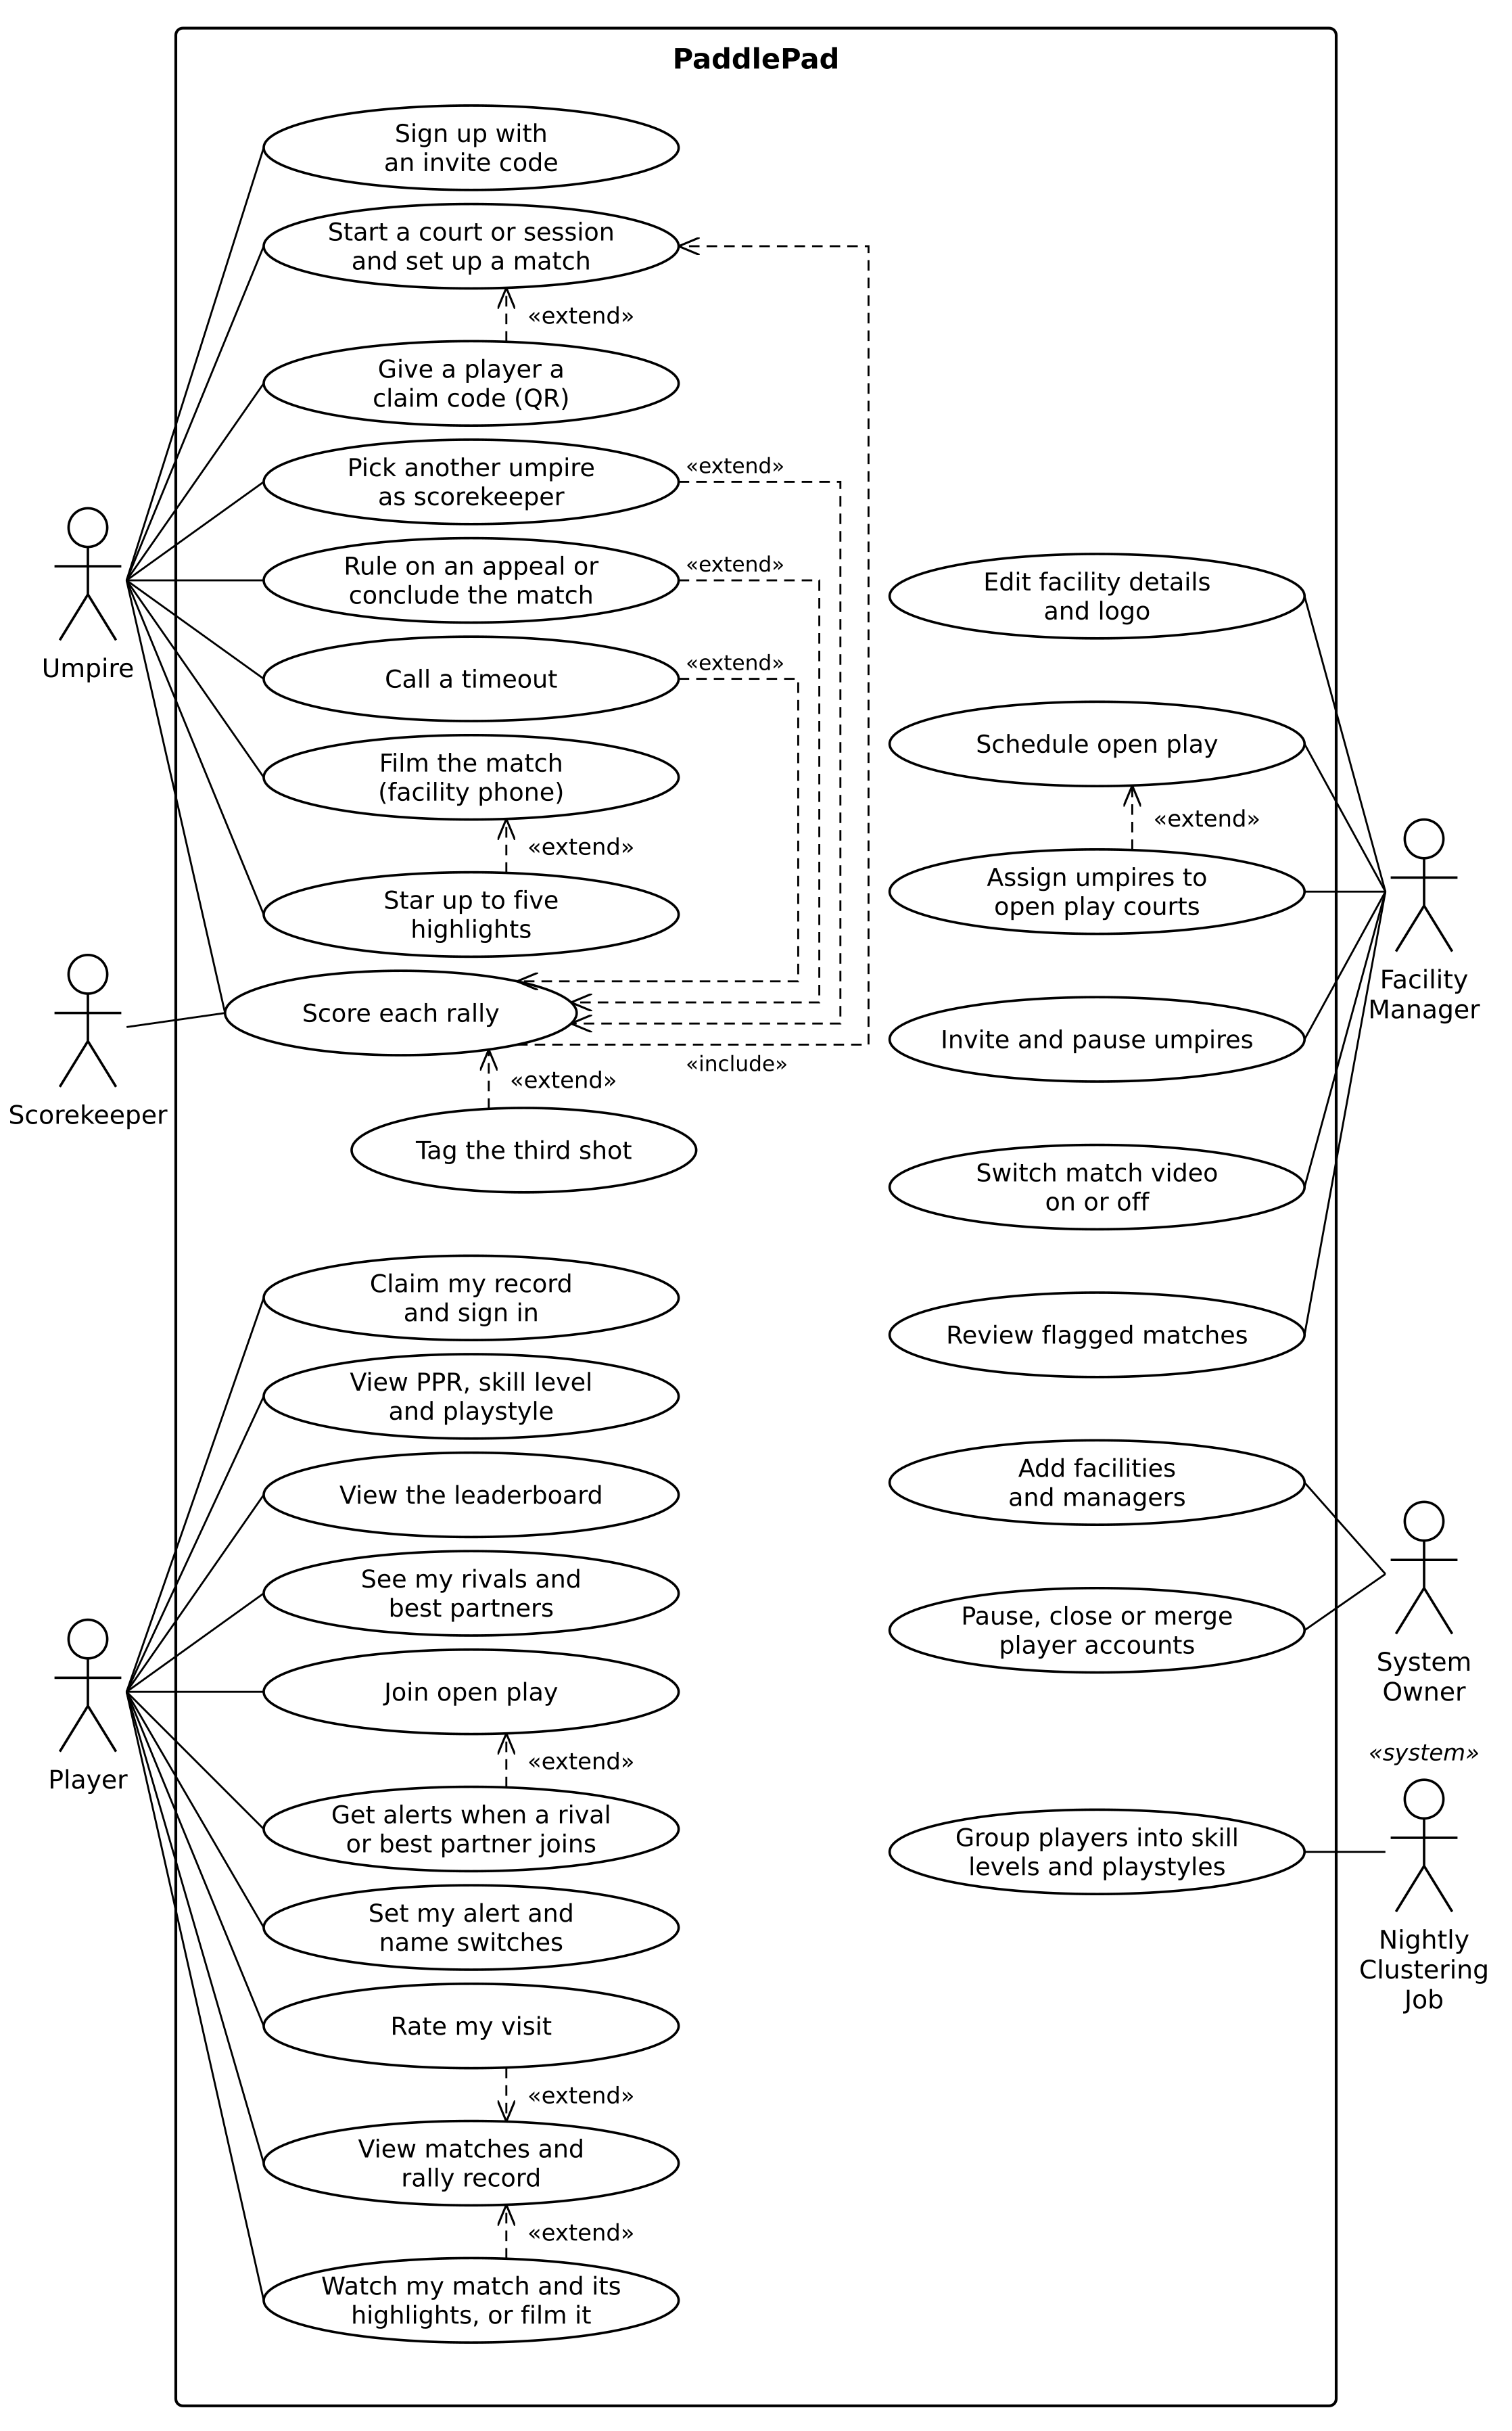 PaddlePad
Sign up with
an invite code
Start a court or session
and set up a match
«extend»
Give a player a
claim code (QR)
Pick another umpire
as scorekeeper
«extend»
Rule on an appeal or
conclude the match
«extend»
Call a timeout
«extend»
Film the match
(facility phone)
«extend»
Star up to five
highlights
Score each rally
«include»
«extend»
Tag the third shot
Umpire
Scorekeeper
Claim my record
and sign in
View PPR, skill level
and playstyle
View the leaderboard
See my rivals and
best partners
Join open play
«extend»
Get alerts when a rival
or best partner joins
Set my alert and
name switches
Rate my visit
«extend»
View matches and
rally record
«extend»
Watch my match and its
highlights, or film it
Player
Edit facility details
and logo
Schedule open play
«extend»
Assign umpires to
open play courts
Invite and pause umpires
Switch match video
on or off
Review flagged matches
Facility
Manager
Add facilities
and managers
Pause, close or merge
player accounts
System
Owner
«system»
Group players into skill
levels and playstyles
Nightly
Clustering
Job